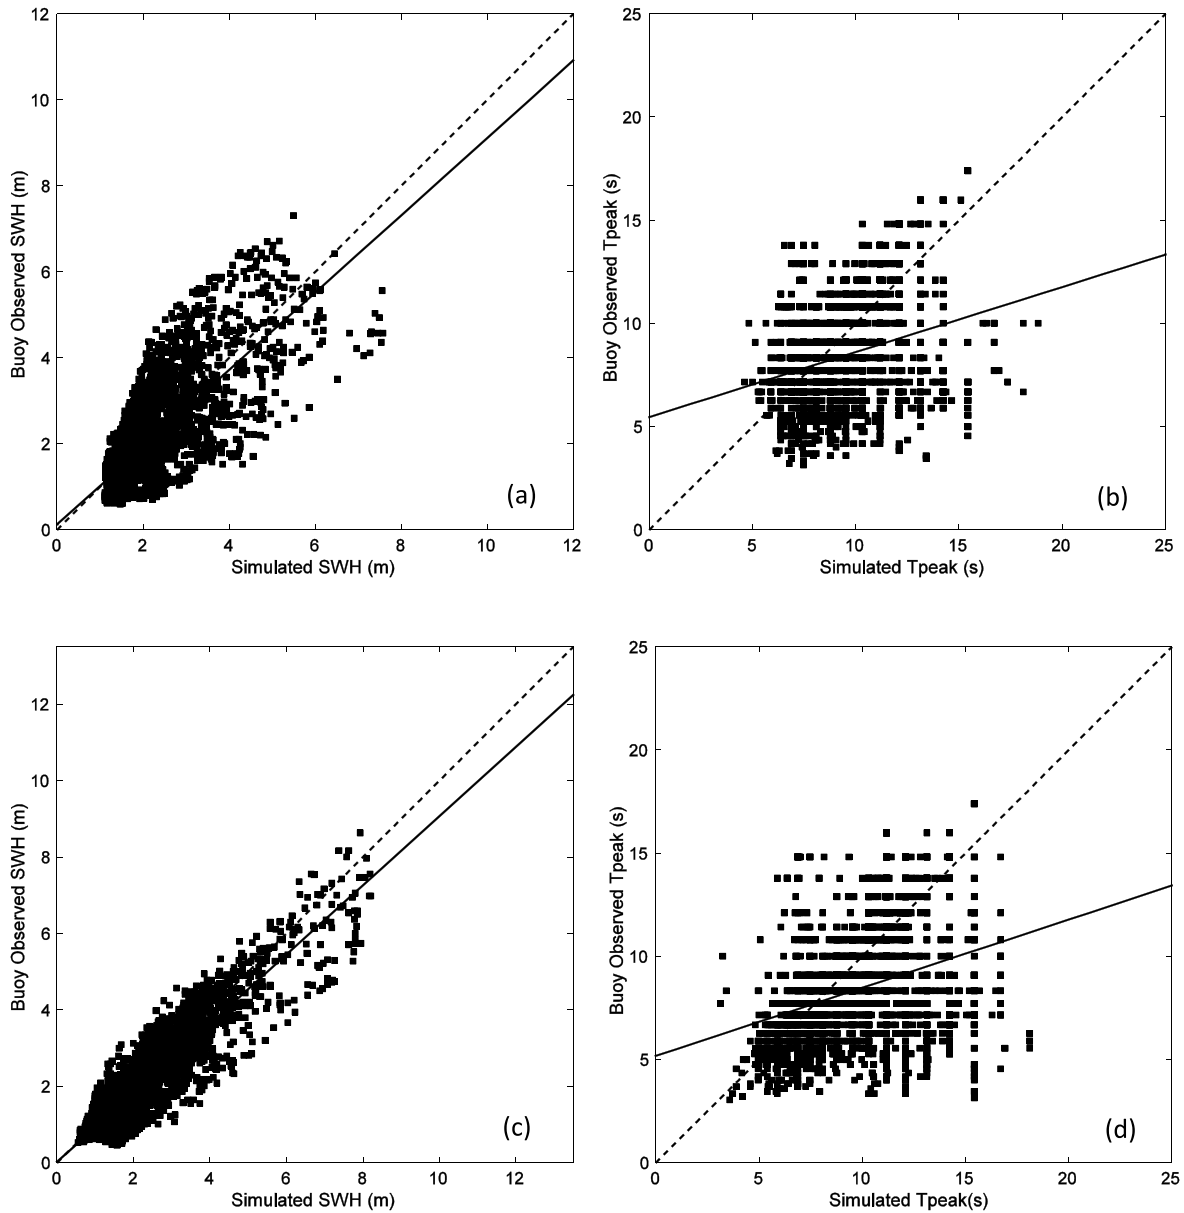 12
10
8
6
4
2
0
0 2 4 6 8 10 12
Buoy Observed SWH (m)
Simulated SWH (m)
(a)
25
20
15
10
5
0
0 5 10 15 20 25
Buoy Observed Tpeak (s)
Simulated Tpeak (s)
(b)
12
10
8
6
4
2
0
0 2 4 6 8 10 12
Buoy Observed SWH (m)
Simulated SWH (m)
(c)
25
20
15
10
5
0
0 5 10 15 20 25
Buoy Observed Tpeak (s)
Simulated Tpeak(s)
(d)